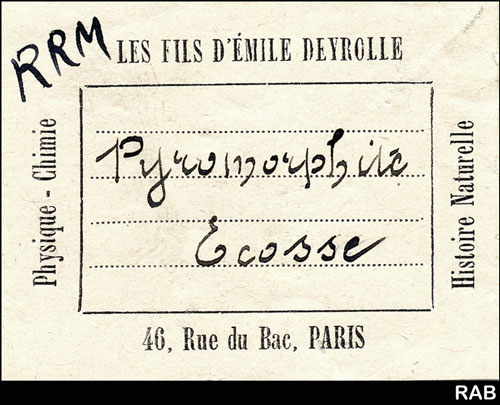 RRM
LES FILS D'ÉMILE DEYROLLE
Physique - Chimie
Pyromorphite
Ecosse
Histoire Naturelle
46, Rue du Bac, PARIS
RAB